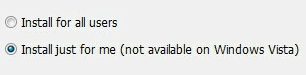 Install for all users
Install just for me (not available on Windows Vista)